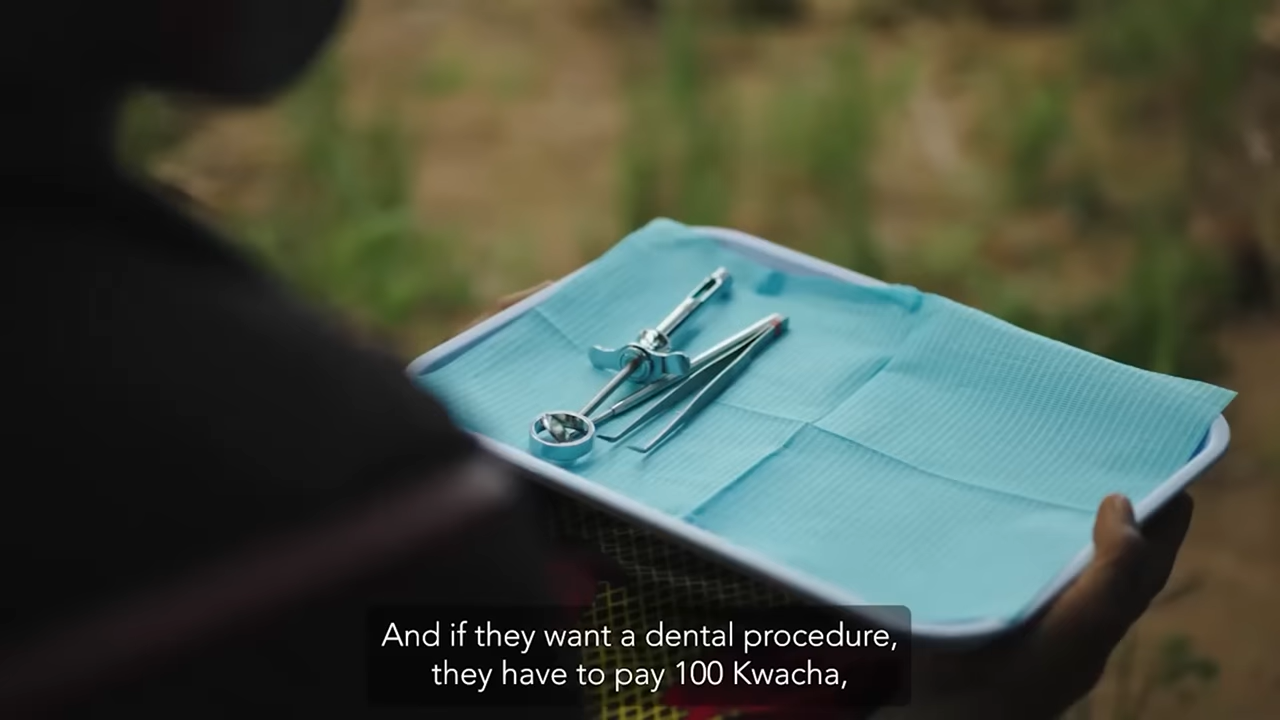 And if they want a dental procedure,
they have to pay 100 Kwacha,